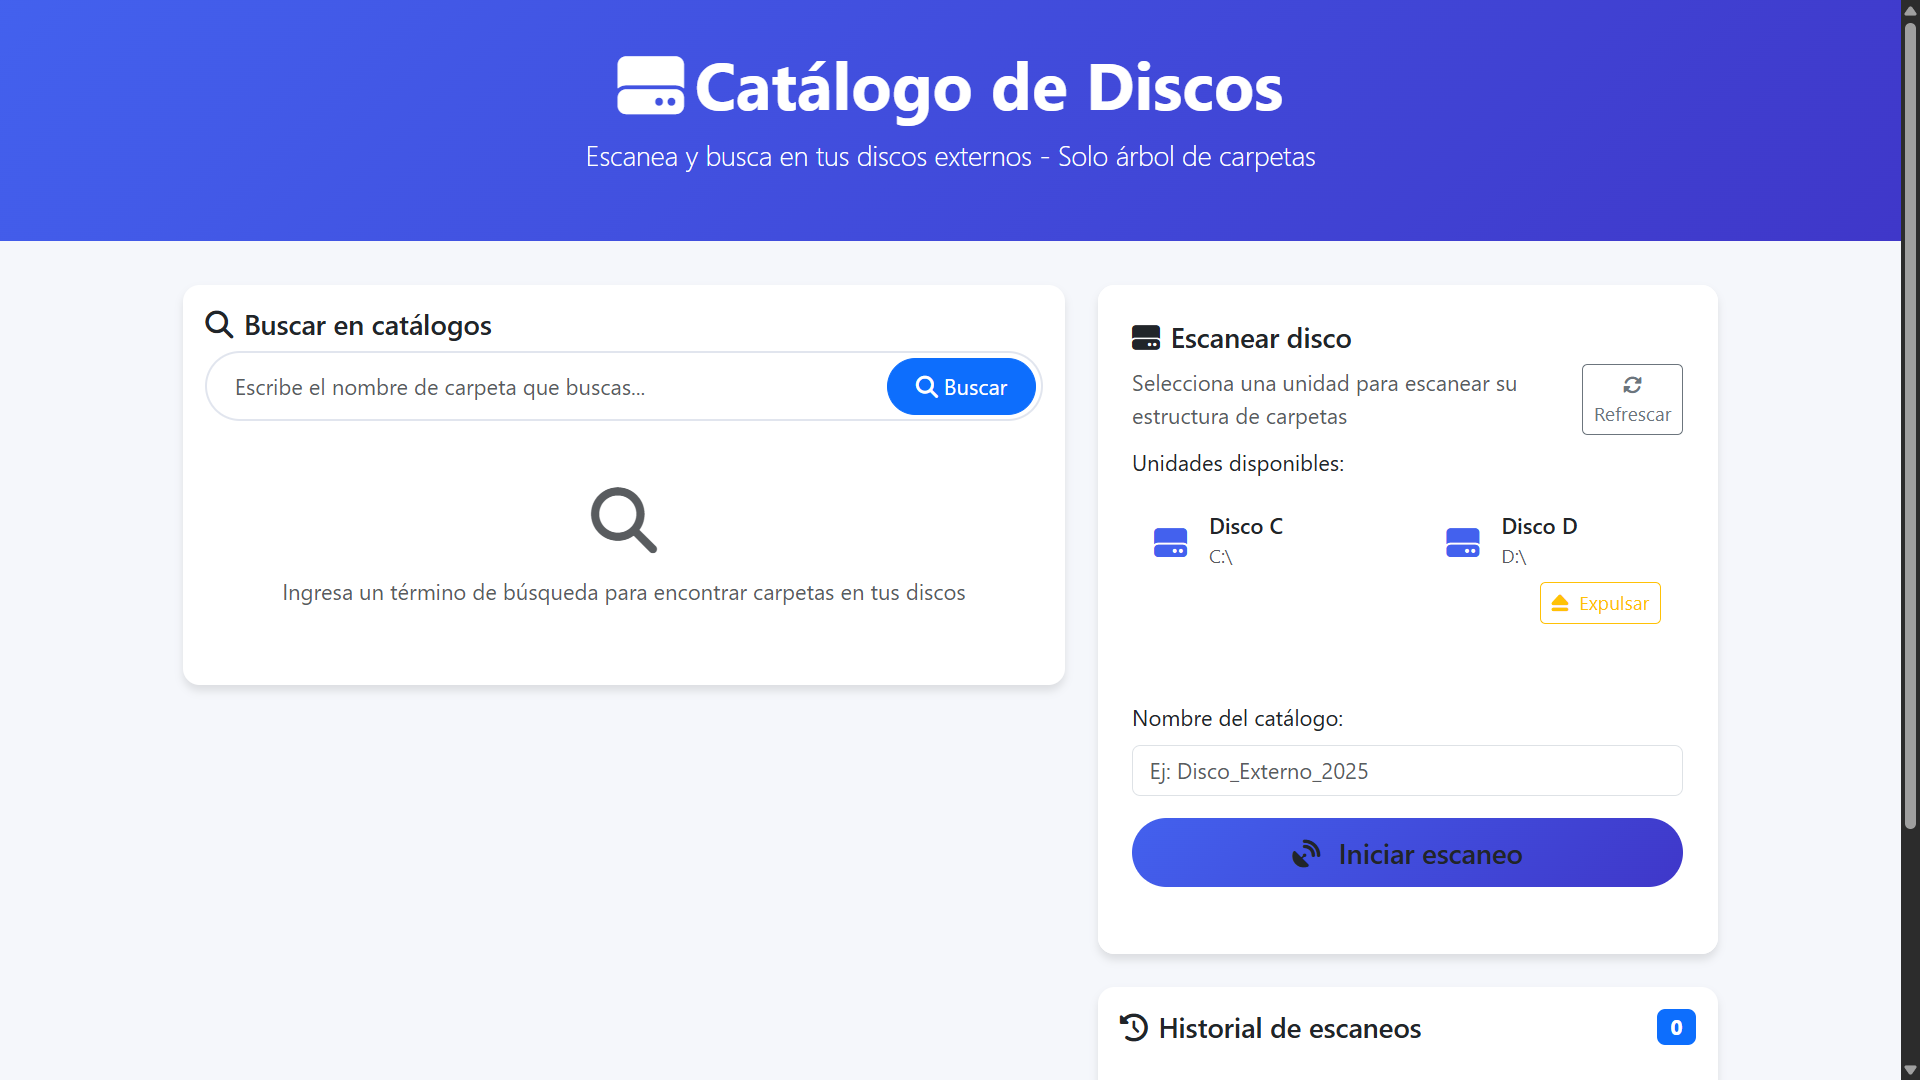 Catálogo de Discos
Escanea y busca en tus discos externos - Solo árbol de carpetas
Buscar en catálogos
Escribe el nombre de carpeta que buscas...
Buscar
Ingresa un término de búsqueda para encontrar carpetas en tus discos
Escanear disco
Selecciona una unidad para escanear su
estructura de carpetas
Refrescar
Unidades disponibles:
Disco C
C:\
Disco D
D:\
Expulsar
Nombre del catálogo:
Ej: Disco_Externo_2025
Iniciar escaneo
Historial de escaneos
0